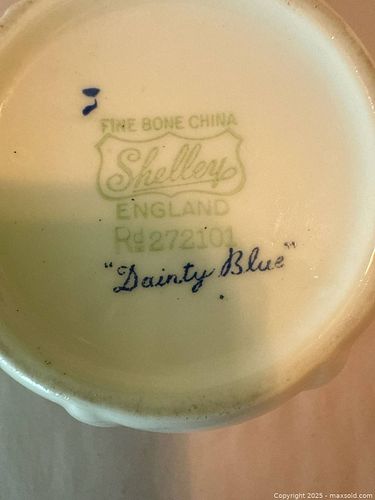 FINE BONE CHINA
Shelley
ENGLAND
Rd 272101
"Dainty Blue"
Copyright 2025 - maxsold.com